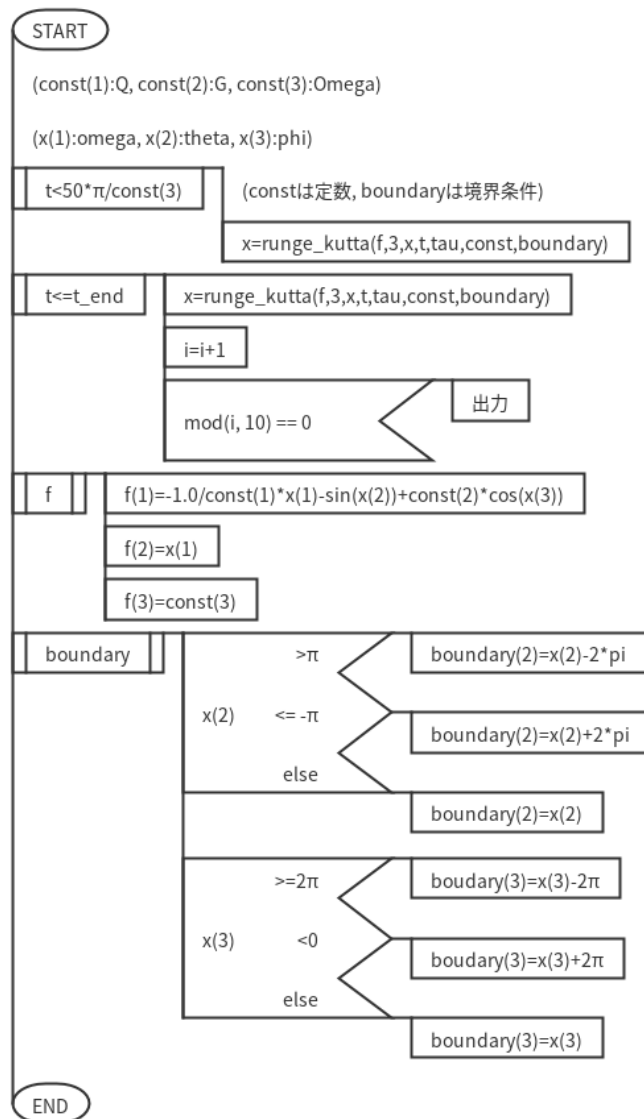 START
(const(1):Q, const(2):G, const(3):Omega)
(x(1):omega, x(2):theta, x(3):phi)
t<50*π/const(3)
(constは定数, boundaryは境界条件)
x=runge_kutta(f,3,x,t,tau,const,boundary)
t<=t_end
x=runge_kutta(f,3,x,t,tau,const,boundary)
i=i+1
mod(i, 10) == 0
出力
f
f(1)=-1.0/const(1)*x(1)-sin(x(2))+const(2)*cos(x(3))
f(2)=x(1)
f(3)=const(3)
boundary
x(2)
>π
boundary(2)=x(2)-2*pi
<= -π
boundary(2)=x(2)+2*pi
else
boundary(2)=x(2)
x(3)
>=2π
boudary(3)=x(3)-2π
<0
boudary(3)=x(3)+2π
else
boundary(3)=x(3)
END